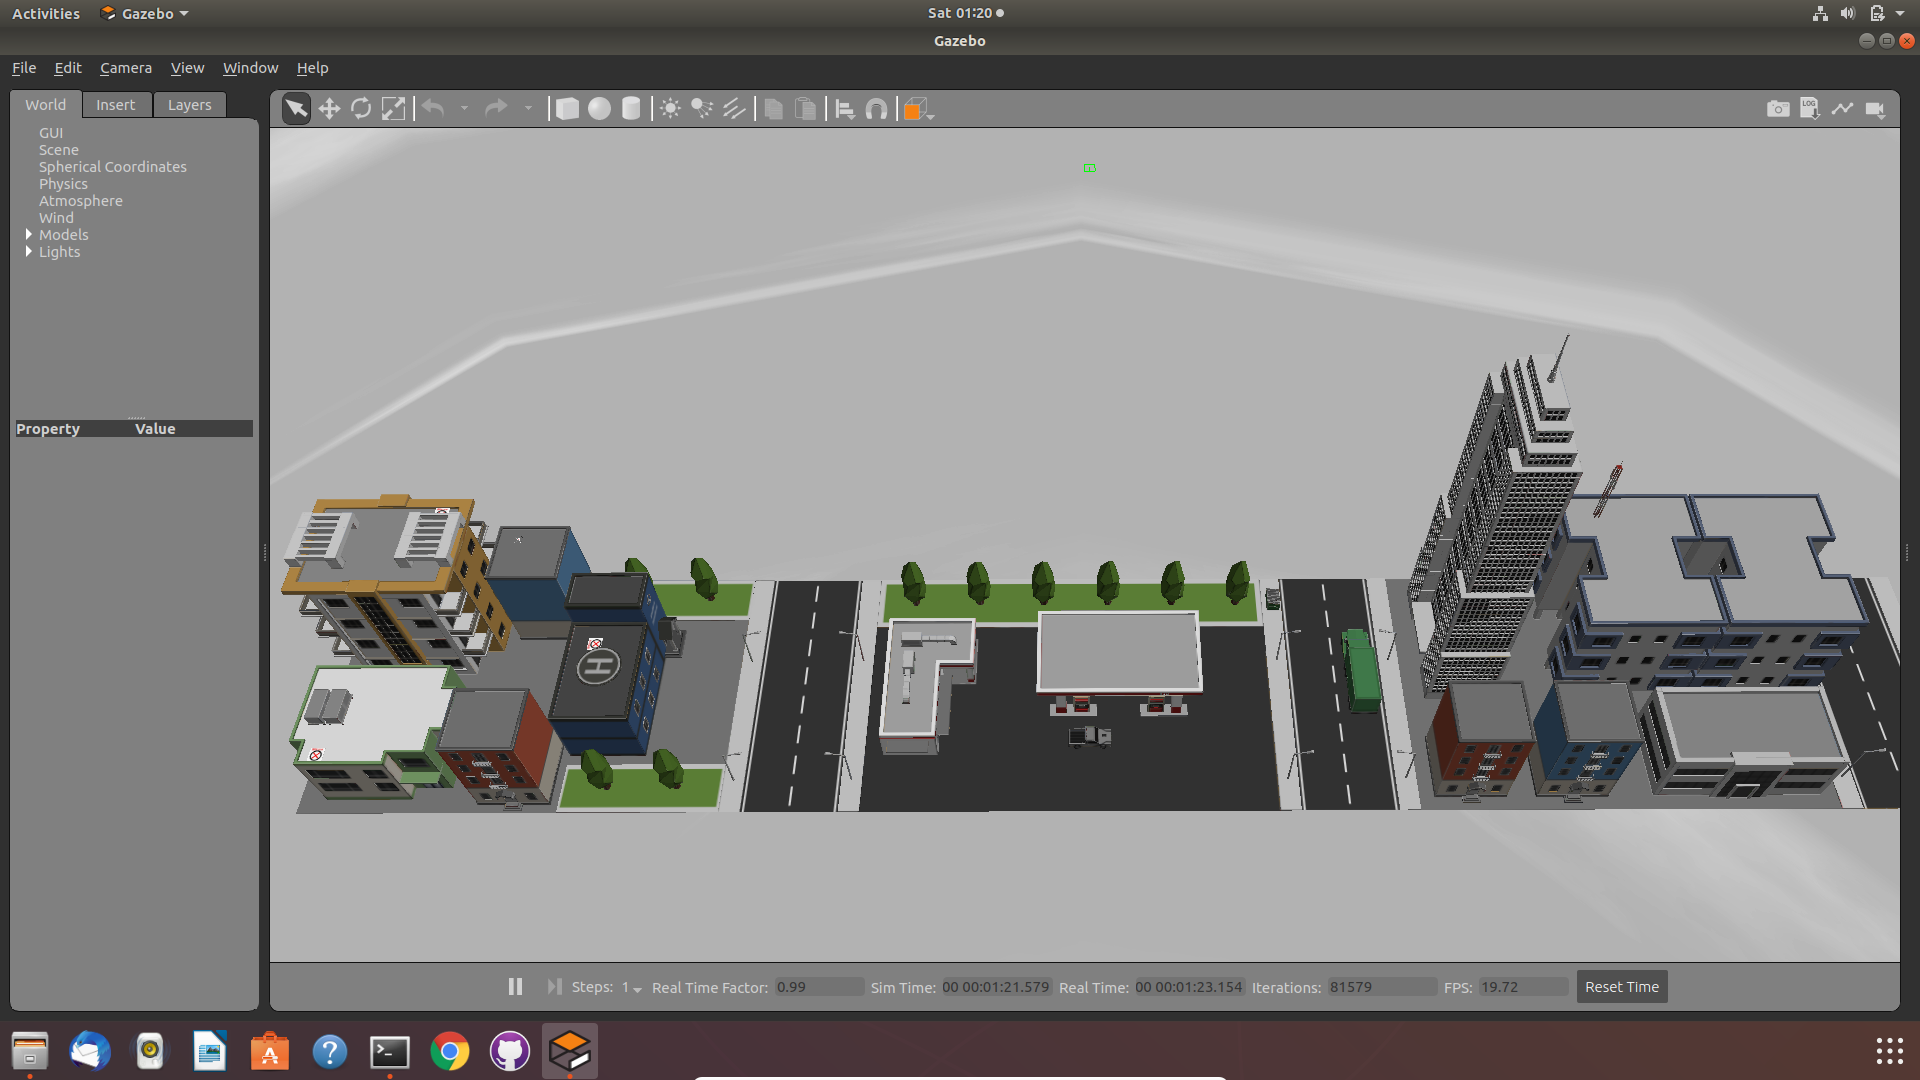 Activities Gazebo Sat 01:20
Gazebo
File Edit Camera View Window Help
World Insert Layers
LOG
GUI
Scene
Spherical Coordinates
Physics
Atmosphere
Wind
Models
Lights
Property Value
H
Steps: 1 Real Time Factor: 0.99 Sim Time: 00 00:01:21.579 Real Time: 00 00:01:23.154 Iterations: 81579 FPS: 19.72 Reset Time